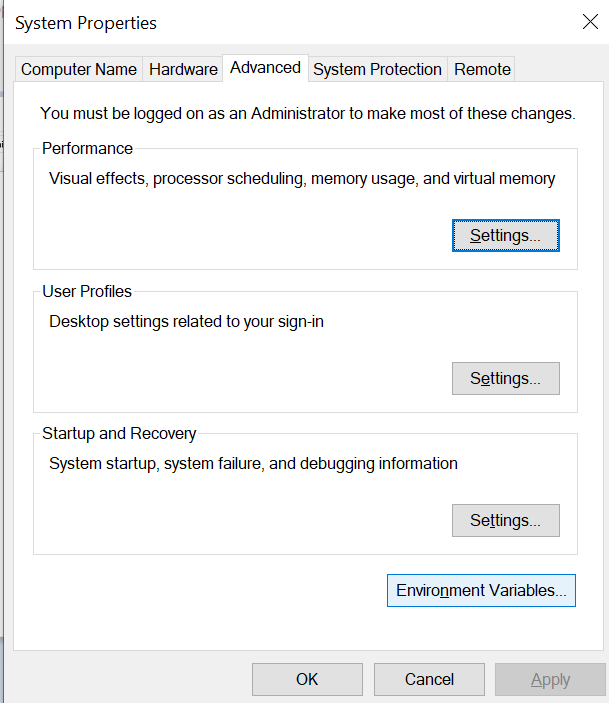 System Properties
Computer Name Hardware Advanced System Protection Remote
You must be logged on as an Administrator to make most of these changes.
Performance
Visual effects, processor scheduling, memory usage, and virtual memory
Settings...
User Profiles
Desktop settings related to your sign-in
Settings...
Startup and Recovery
System startup, system failure, and debugging information
Settings...
Environment Variables...
OK Cancel Apply